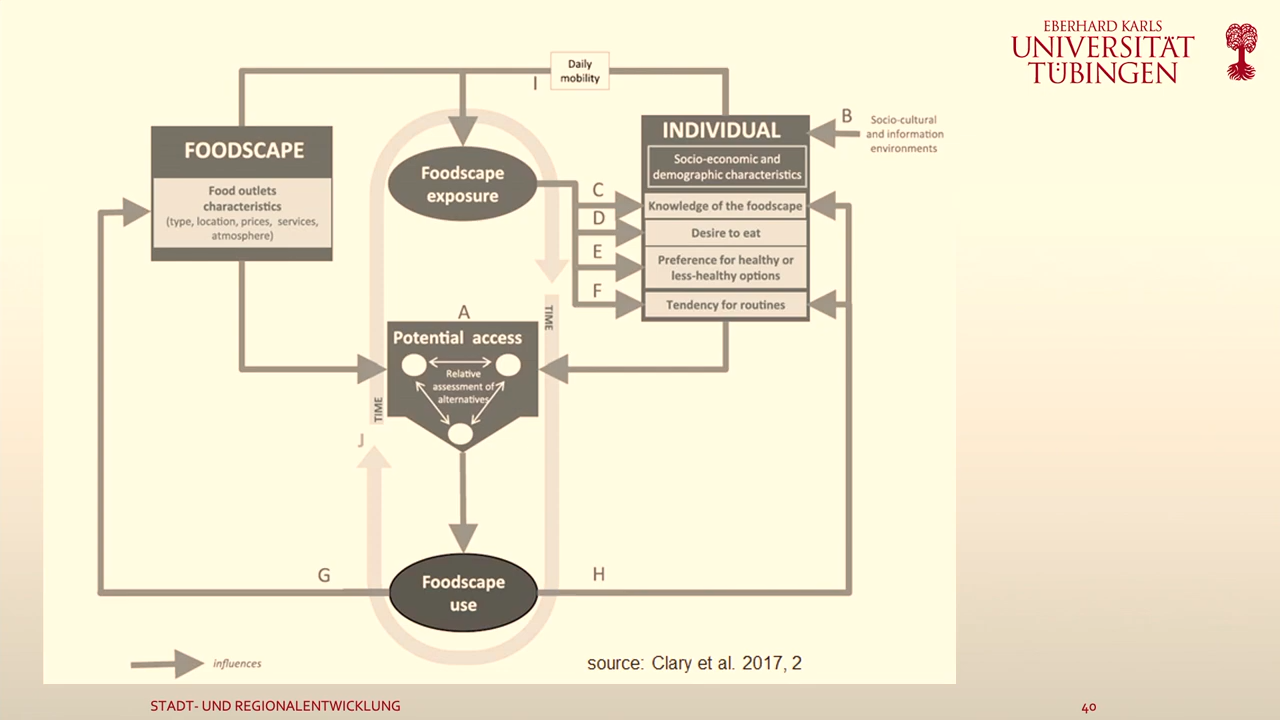 EBERHARD KARLS
UNIVERSITÄT
TÜBINGEN
Daily
mobility
I
FOODSCAPE
Food outlets
characteristics
(type, location, prices, services,
atmosphere)
Foodscape
exposure
INDIVIDUAL
Socio-economic and
demographic characteristics
Knowledge of the foodscape
Desire to eat
Preference for healthy or
less-healthy options
Tendency for routines
B
Socio-cultural
and information
environments
C
D
E
F
A
TIME
Potential access
Relative
assessment of
alternatives
TIME
J
G
Foodscape
use
H
influences
source: Clary et al. 2017, 2
STADT- UND REGIONALENTWICKLUNG
40